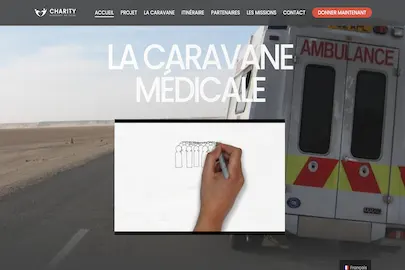 CHARITY
ACCUEIL PROJET LA CARAVANE ITINÉRAIRE PARTENAIRES LES MISSIONS CONTACT DONNER MAINTENANT
LA CARAVANE
MÉDICALE
AMBULANCE
Français